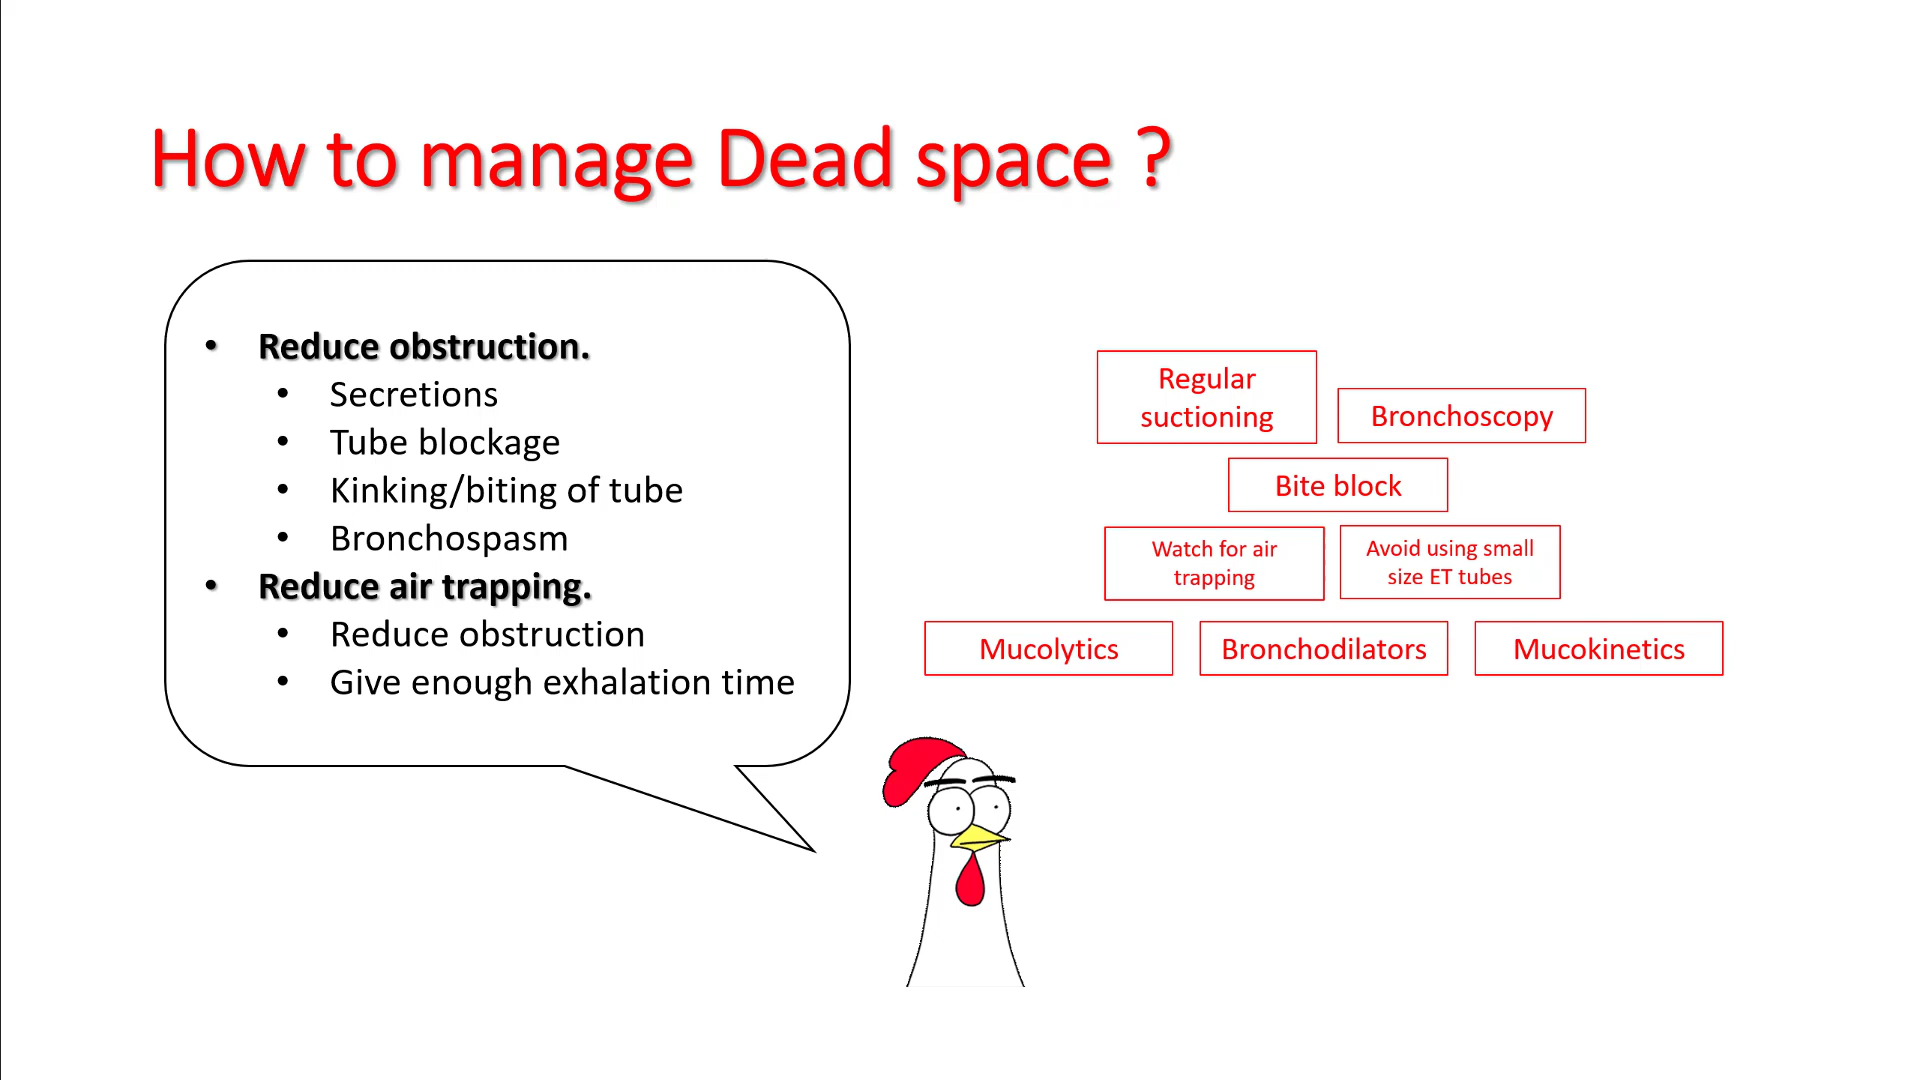 How to manage Dead space ?
• Reduce obstruction.
• Secretions
• Tube blockage
• Kinking/biting of tube
• Bronchospasm
• Reduce air trapping.
• Reduce obstruction
• Give enough exhalation time
Regular
suctioning
Bronchoscopy
Bite block
Watch for air
trapping
Avoid using small
size ET tubes
Mucolytics
Bronchodilators
Mucokinetics